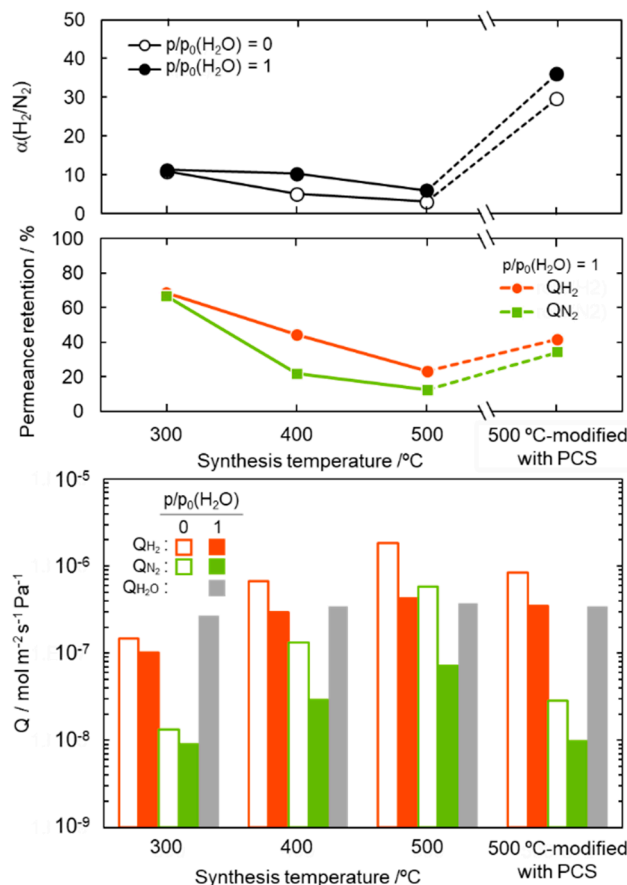 50
40
30
20
10
0
α(H₂/N₂)
p/p₀(H₂O) = 0
p/p₀(H₂O) = 1
100
80
60
40
20
0
Permeance retention / %
p/p₀(H₂O) = 1
QH₂
QN₂
300 400 500 500 ºC-modified
with PCS
Synthesis temperature /ºC
10⁻⁵
10⁻⁶
10⁻⁷
10⁻⁸
10⁻⁹
Q / mol m⁻² s⁻¹ Pa⁻¹
p/p₀(H₂O)
0 1
QH₂ :
QN₂ :
QH₂O :
300 400 500 500 ºC-modified
with PCS
Synthesis temperature /ºC